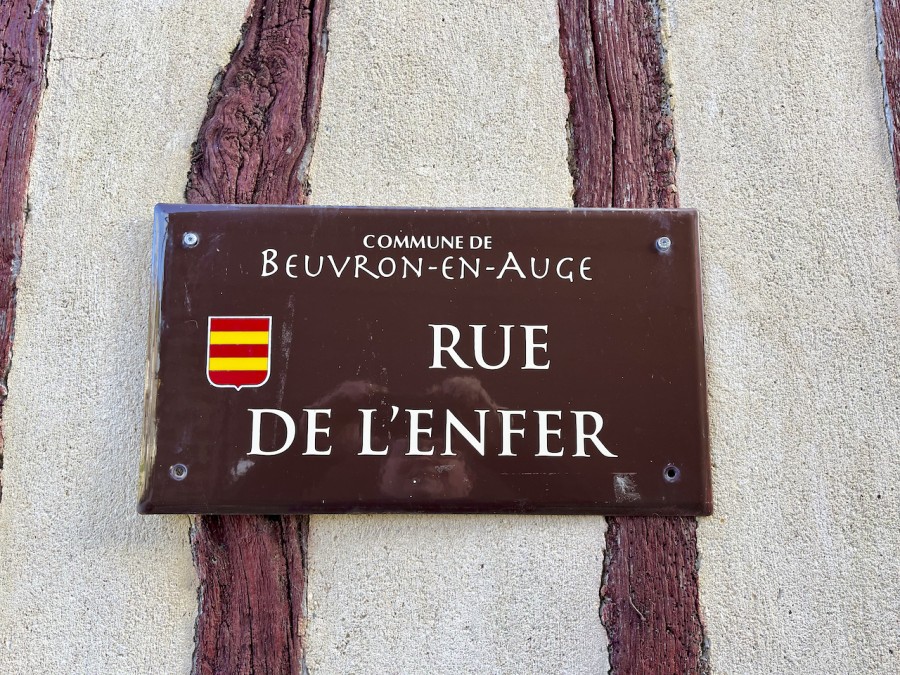 COMMUNE DE
BEUVRON-EN-AUGE
RUE
DE L'ENFER